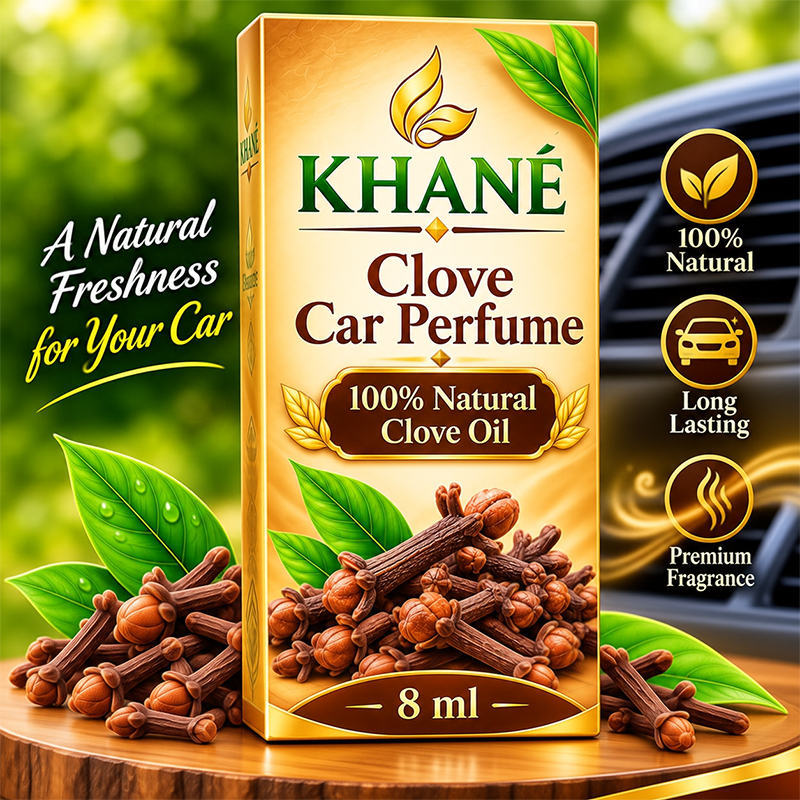 KHANÉ
Clove
Car Perfume
100% Natural
Clove Oil
8 ml
KHANÉ
A Natural
Freshness
for Your Car
100%
Natural
Long
Lasting
Premium
Fragrance